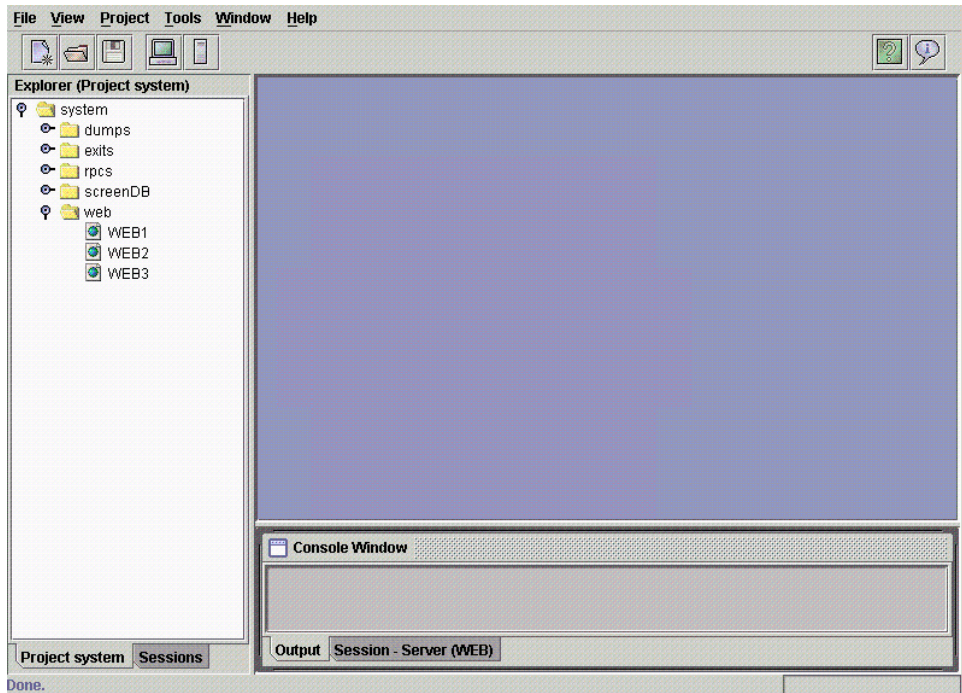 File View Project Tools Window Help
Explorer (Project system)
system
dumps
exits
rpcs
screenDB
web
WEB1
WEB2
WEB3
Console Window
Output Session - Server (WEB)
Project system Sessions
Done.